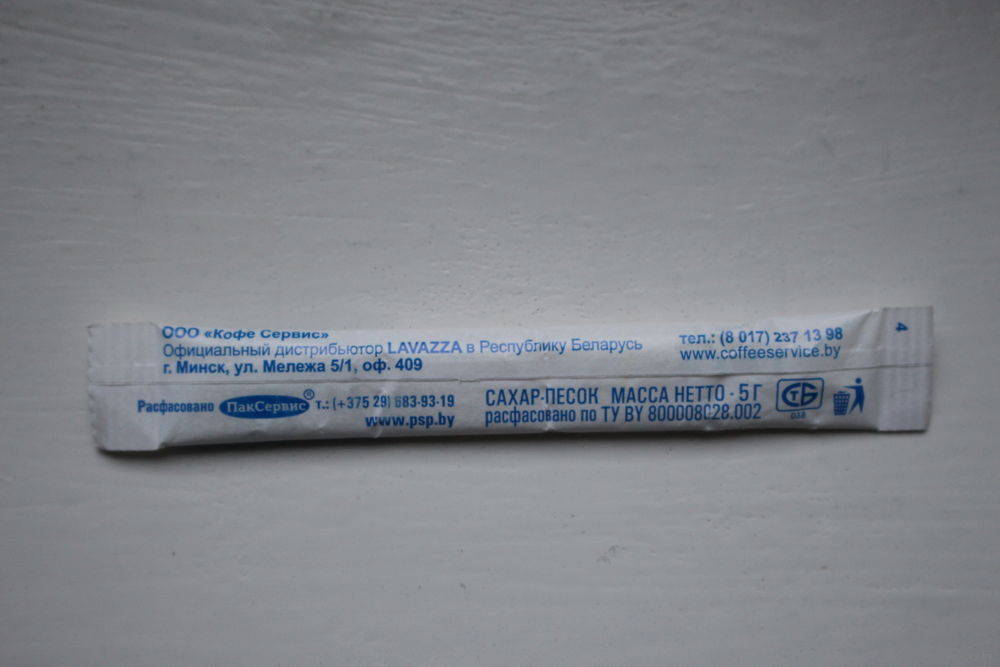 ООО «Кофе Сервис»
Официальный дистрибьютор LAVAZZA в Республику Беларусь
г. Минск, ул. Мележа 5/1, оф. 409
тел.: (8 017) 237 13 98
www.coffeeservice.by
4
Расфасовано ПакСервис® т.: (+375 29) 683-93-19
www.psp.by
САХАР-ПЕСОК МАССА НЕТТО - 5 Г
расфасовано по ТУ BY 800008028.002
СТБ
038